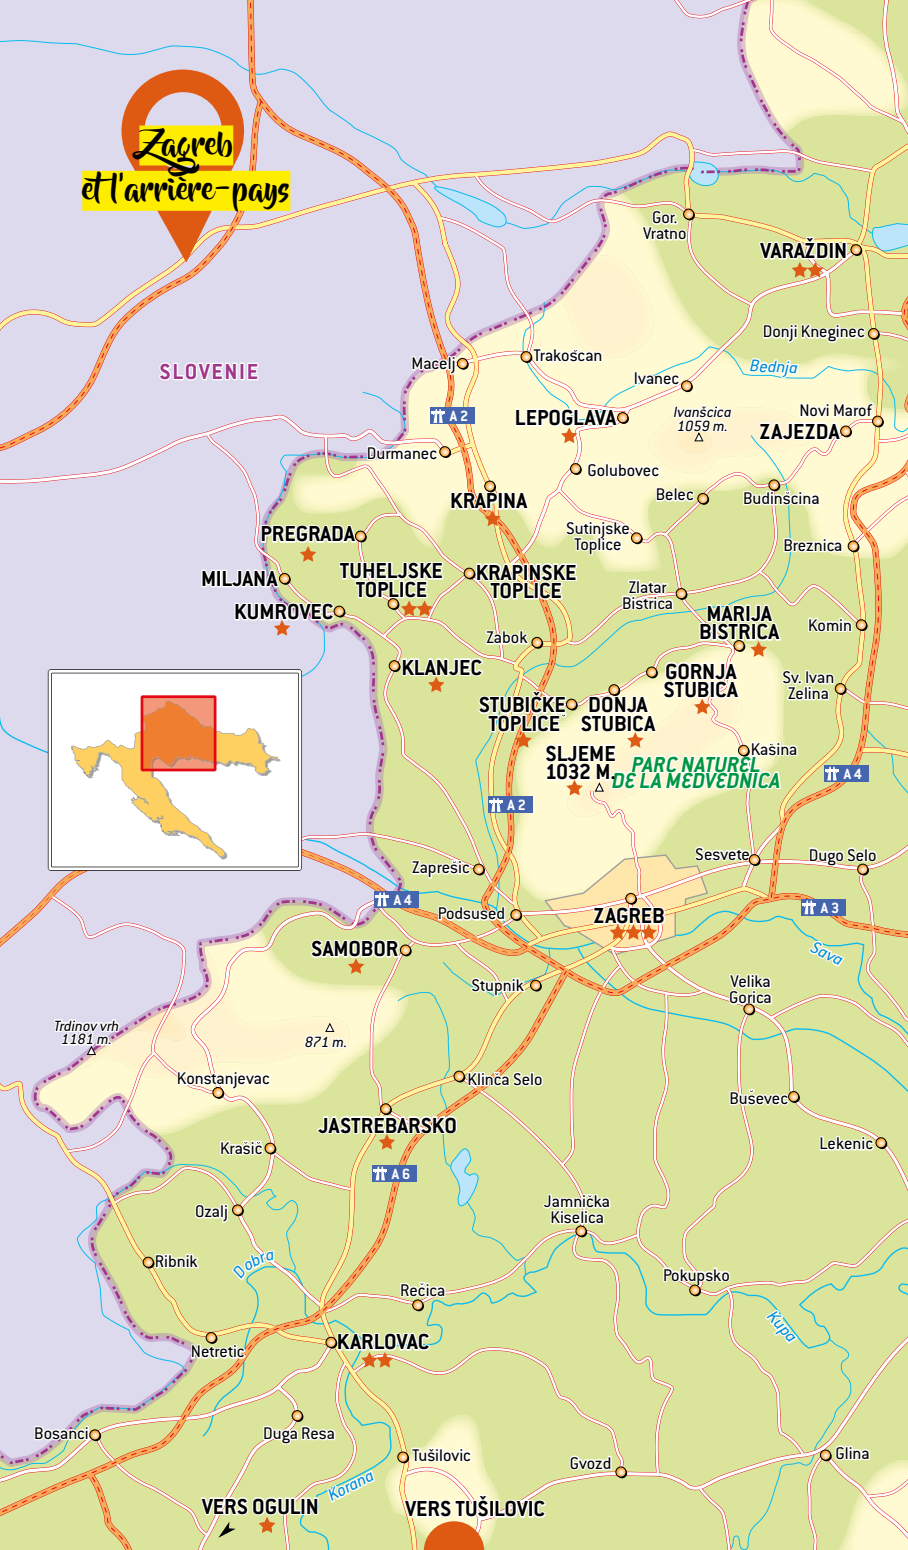 Zagreb
et l'arrière-pays
SLOVENIE
Gor.
Vratno
VARAŽDIN
Donji Kneginec
Bednja
Macelj
Trakošcan
Ivanec
A 2
LEPOGLAVA
Ivanšcica
1059 m.
Novi Marof
ZAJEZDA
Durmanec
Golubovec
KRAPINA
Belec
Budinšcina
PREGRADA
Sutinjske
Toplice
Breznica
MILJANA
TUHELJSKE
TOPLICE
KRAPINSKE
TOPLICE
Zlatar
Bistrica
KUMROVEC
MARIJA
BISTRICA
Komin
Zabok
KLANJEC
GORNJA
STUBICA
Sv. Ivan
Zelina
STUBIČKE
TOPLICE
DONJA
STUBICA
SLJEME
1032 M.
Kašina
PARC NATUREL
DE LA MEDVEDNICA
A 4
A 2
Zaprešic
Sesvete
Dugo Selo
A 4
Podsused
ZAGREB
A 3
SAMOBOR
Sava
Stupnik
Velika
Gorica
Trdinov vrh
1181 m.
871 m.
Konstanjevac
Klinča Selo
Buševec
JASTREBARSKO
Lekenic
Krašič
A 6
Ozalj
Jamnička
Kiselica
Dobra
Ribnik
Rečica
Pokupsko
Kupa
Netretic
KARLOVAC
Bosanci
Duga Resa
Tušilovic
Glina
Gvozd
Korana
VERS OGULIN
VERS TUŠILOVIC